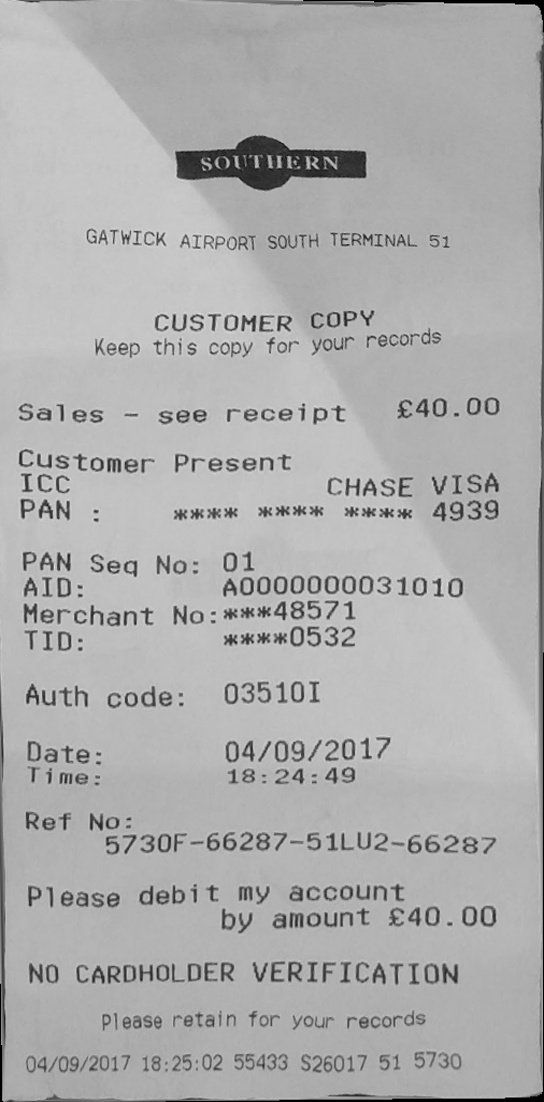 SOUTHERN
GATWICK AIRPORT SOUTH TERMINAL 51
CUSTOMER COPY
Keep this copy for your records
Sales - see receipt £40.00
Customer Present
ICC CHASE VISA
PAN : **** **** **** 4939
PAN Seq No: 01
AID: A0000000031010
Merchant No:***48571
TID: ****0532
Auth code: 03510I
Date: 04/09/2017
Time: 18:24:49
Ref No:
5730F-66287-51LU2-66287
Please debit my account
by amount £40.00
NO CARDHOLDER VERIFICATION
Please retain for your records
04/09/2017 18:25:02 55433 S26017 51 5730